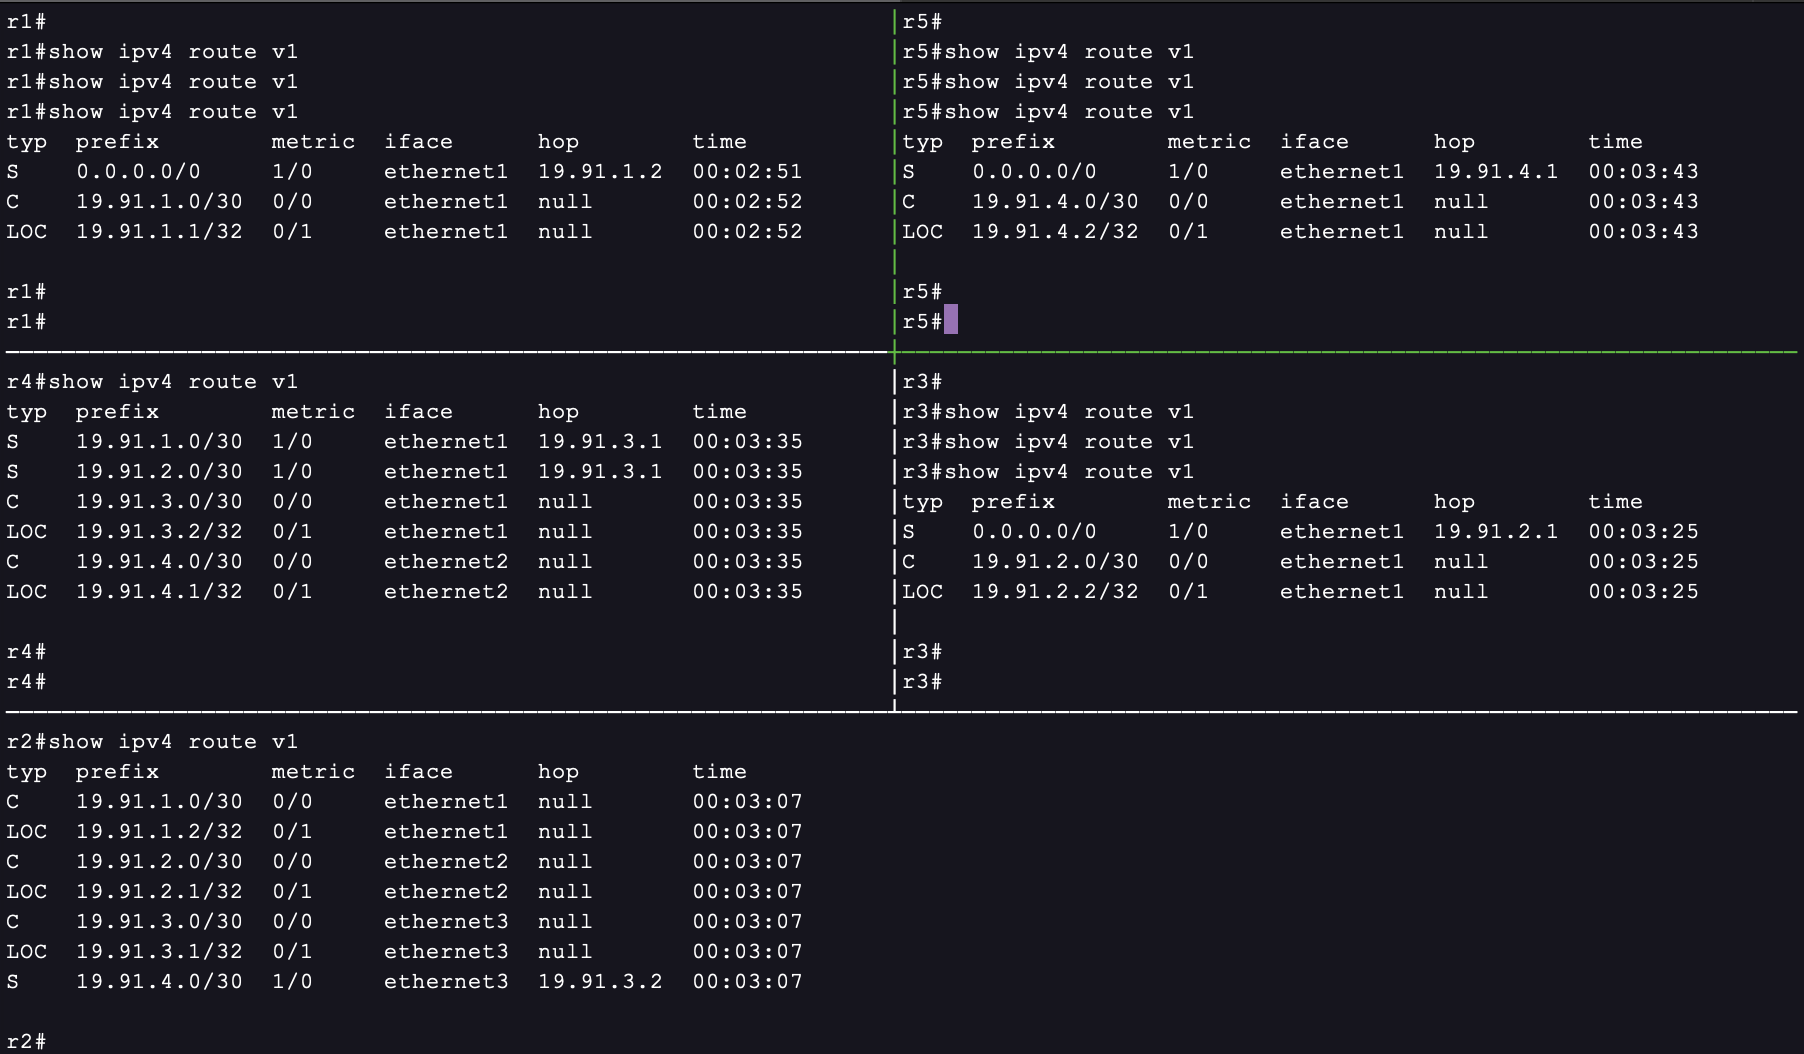 r1#
r1#show ipv4 route v1
r1#show ipv4 route v1
r1#show ipv4 route v1
typ  prefix        metric  iface     hop        time
S    0.0.0.0/0     1/0     ethernet1 19.91.1.2  00:02:51
C    19.91.1.0/30  0/0     ethernet1 null       00:02:52
LOC  19.91.1.1/32  0/1     ethernet1 null       00:02:52
r1#
r1#
r5#
r5#show ipv4 route v1
r5#show ipv4 route v1
r5#show ipv4 route v1
typ  prefix        metric  iface     hop        time
S    0.0.0.0/0     1/0     ethernet1 19.91.4.1  00:03:43
C    19.91.4.0/30  0/0     ethernet1 null       00:03:43
LOC  19.91.4.2/32  0/1     ethernet1 null       00:03:43
r5#
r5#
r4#show ipv4 route v1
typ  prefix        metric  iface     hop        time
S    19.91.1.0/30  1/0     ethernet1 19.91.3.1  00:03:35
S    19.91.2.0/30  1/0     ethernet1 19.91.3.1  00:03:35
C    19.91.3.0/30  0/0     ethernet1 null       00:03:35
LOC  19.91.3.2/32  0/1     ethernet1 null       00:03:35
C    19.91.4.0/30  0/0     ethernet2 null       00:03:35
LOC  19.91.4.1/32  0/1     ethernet2 null       00:03:35
r4#
r4#
r3#
r3#show ipv4 route v1
r3#show ipv4 route v1
r3#show ipv4 route v1
typ  prefix        metric  iface     hop        time
S    0.0.0.0/0     1/0     ethernet1 19.91.2.1  00:03:25
C    19.91.2.0/30  0/0     ethernet1 null       00:03:25
LOC  19.91.2.2/32  0/1     ethernet1 null       00:03:25
r3#
r3#
r2#show ipv4 route v1
typ  prefix        metric  iface     hop        time
C    19.91.1.0/30  0/0     ethernet1 null       00:03:07
LOC  19.91.1.2/32  0/1     ethernet1 null       00:03:07
C    19.91.2.0/30  0/0     ethernet2 null       00:03:07
LOC  19.91.2.1/32  0/1     ethernet2 null       00:03:07
C    19.91.3.0/30  0/0     ethernet3 null       00:03:07
LOC  19.91.3.1/32  0/1     ethernet3 null       00:03:07
S    19.91.4.0/30  1/0     ethernet3 19.91.3.2  00:03:07
r2#